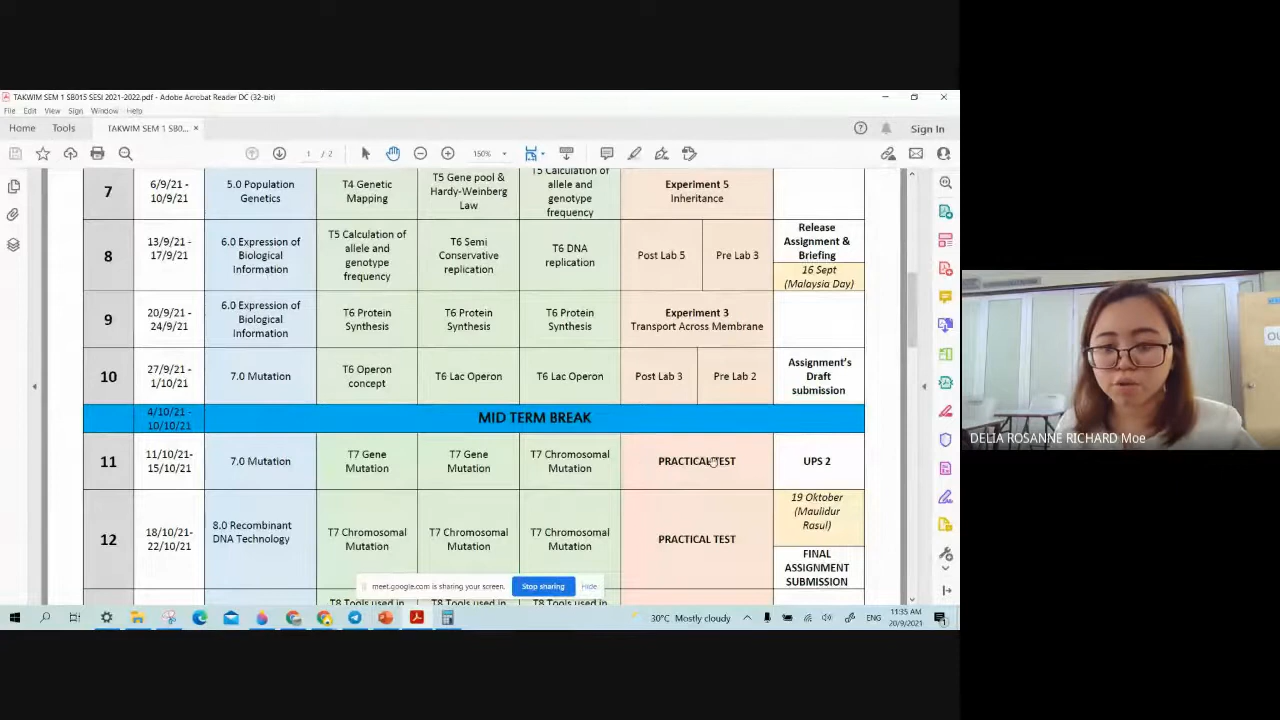 TAKWIM SEM 1 SB015 SESI 2021-2022.pdf - Adobe Acrobat Reader DC (32-bit)
File Edit View Sign Window Help
Home Tools TAKWIM SEM 1 SB0... × Sign In
1 / 2 150%
7
6/9/21 -
10/9/21
5.0 Population
Genetics
T4 Genetic
Mapping
T5 Gene pool &
Hardy-Weinberg
Law
T5 Calculation of
allele and
genotype
frequency
Experiment 5
Inheritance
8
13/9/21 -
17/9/21
6.0 Expression of
Biological
Information
T5 Calculation of
allele and
genotype
frequency
T6 Semi
Conservative
replication
T6 DNA
replication
Post Lab 5
Pre Lab 3
Release
Assignment &
Briefing
16 Sept
(Malaysia Day)
9
20/9/21 -
24/9/21
6.0 Expression of
Biological
Information
T6 Protein
Synthesis
T6 Protein
Synthesis
T6 Protein
Synthesis
Experiment 3
Transport Across Membrane
10
27/9/21 -
1/10/21
7.0 Mutation
T6 Operon
concept
T6 Lac Operon
T6 Lac Operon
Post Lab 3
Pre Lab 2
Assignment's
Draft
submission
4/10/21 -
10/10/21
MID TERM BREAK
11
11/10/21-
15/10/21
7.0 Mutation
T7 Gene
Mutation
T7 Gene
Mutation
T7 Chromosomal
Mutation
PRACTICAL TEST
UPS 2
12
18/10/21-
22/10/21
8.0 Recombinant
DNA Technology
T7 Chromosomal
Mutation
T7 Chromosomal
Mutation
T7 Chromosomal
Mutation
PRACTICAL TEST
19 Oktober
(Maulidur
Rasul)
FINAL
ASSIGNMENT
SUBMISSION
T8 Tools used in
T8 Tools used in
T8 Tools used in
meet.google.com is sharing your screen. Stop sharing Hide
30°C Mostly cloudy ENG
11:35 AM
20/9/2021
DELIA ROSANNE RICHARD Moe